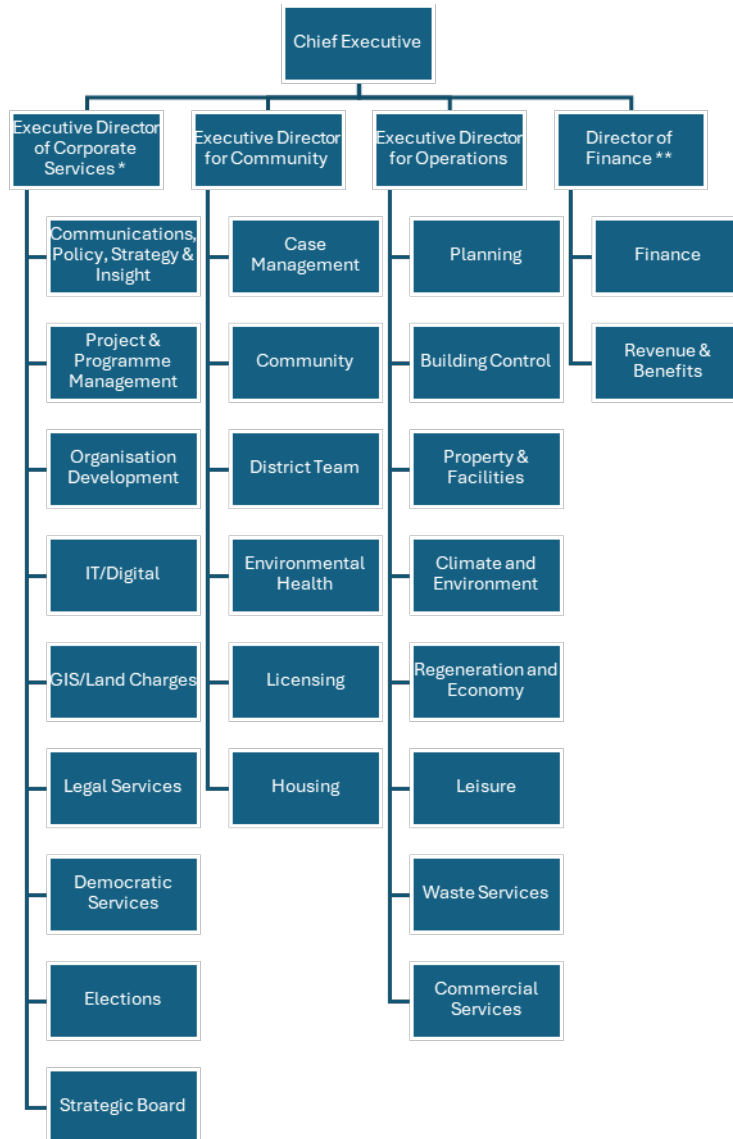 Chief Executive
Executive Director
of Corporate
Services *
Executive Director
for Community
Executive Director
for Operations
Director of
Finance **
Communications,
Policy, Strategy &
Insight
Project &
Programme
Management
Organisation
Development
IT/Digital
GIS/Land Charges
Legal Services
Democratic
Services
Elections
Strategic Board
Case
Management
Community
District Team
Environmental
Health
Licensing
Housing
Planning
Building Control
Property &
Facilities
Climate and
Environment
Regeneration and
Economy
Leisure
Waste Services
Commercial
Services
Finance
Revenue &
Benefits